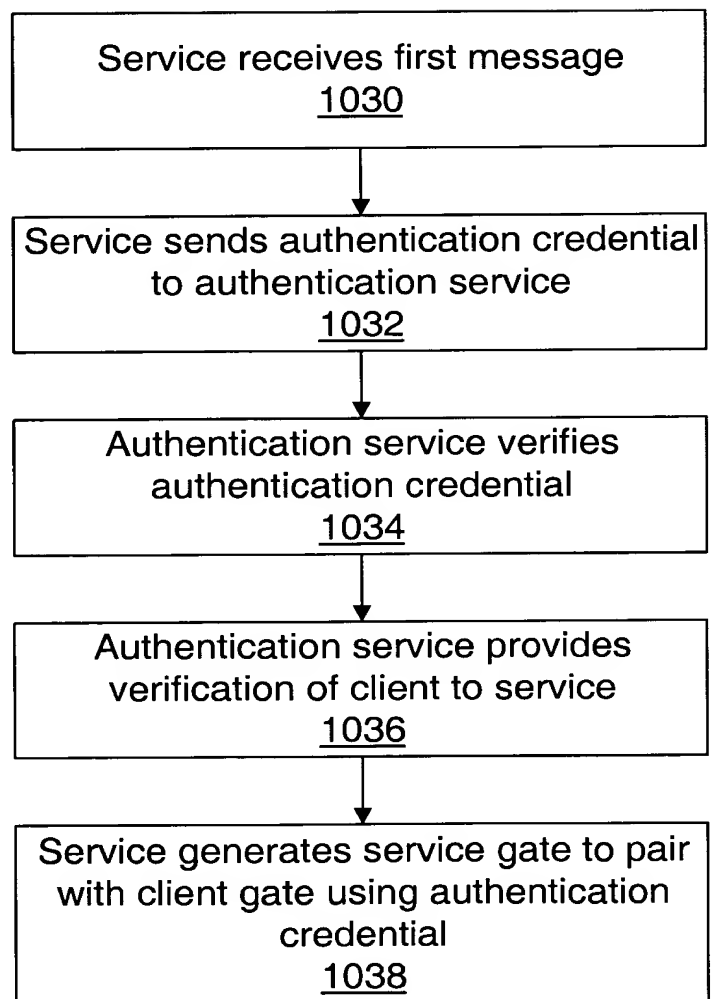 Service receives first message
1030
Service sends authentication credential
to authentication service
1032
Authentication service verifies
authentication credential
1034
Authentication service provides
verification of client to service
1036
Service generates service gate to pair
with client gate using authentication
credential
1038